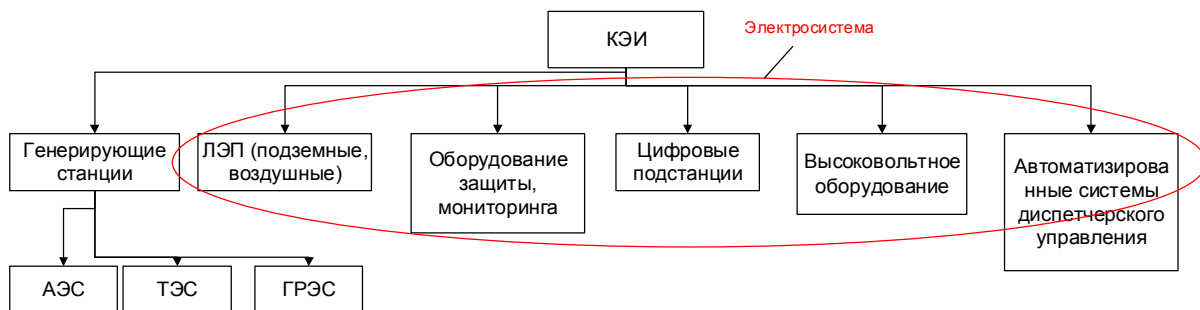 Электросистема
КЭИ
Генерирующие
станции
ЛЭП (подземные,
воздушные)
Оборудование
защиты,
мониторинга
Цифровые
подстанции
Высоковольтное
оборудование
Автоматизирова
нные системы
диспетчерского
управления
АЭС
ТЭС
ГРЭС